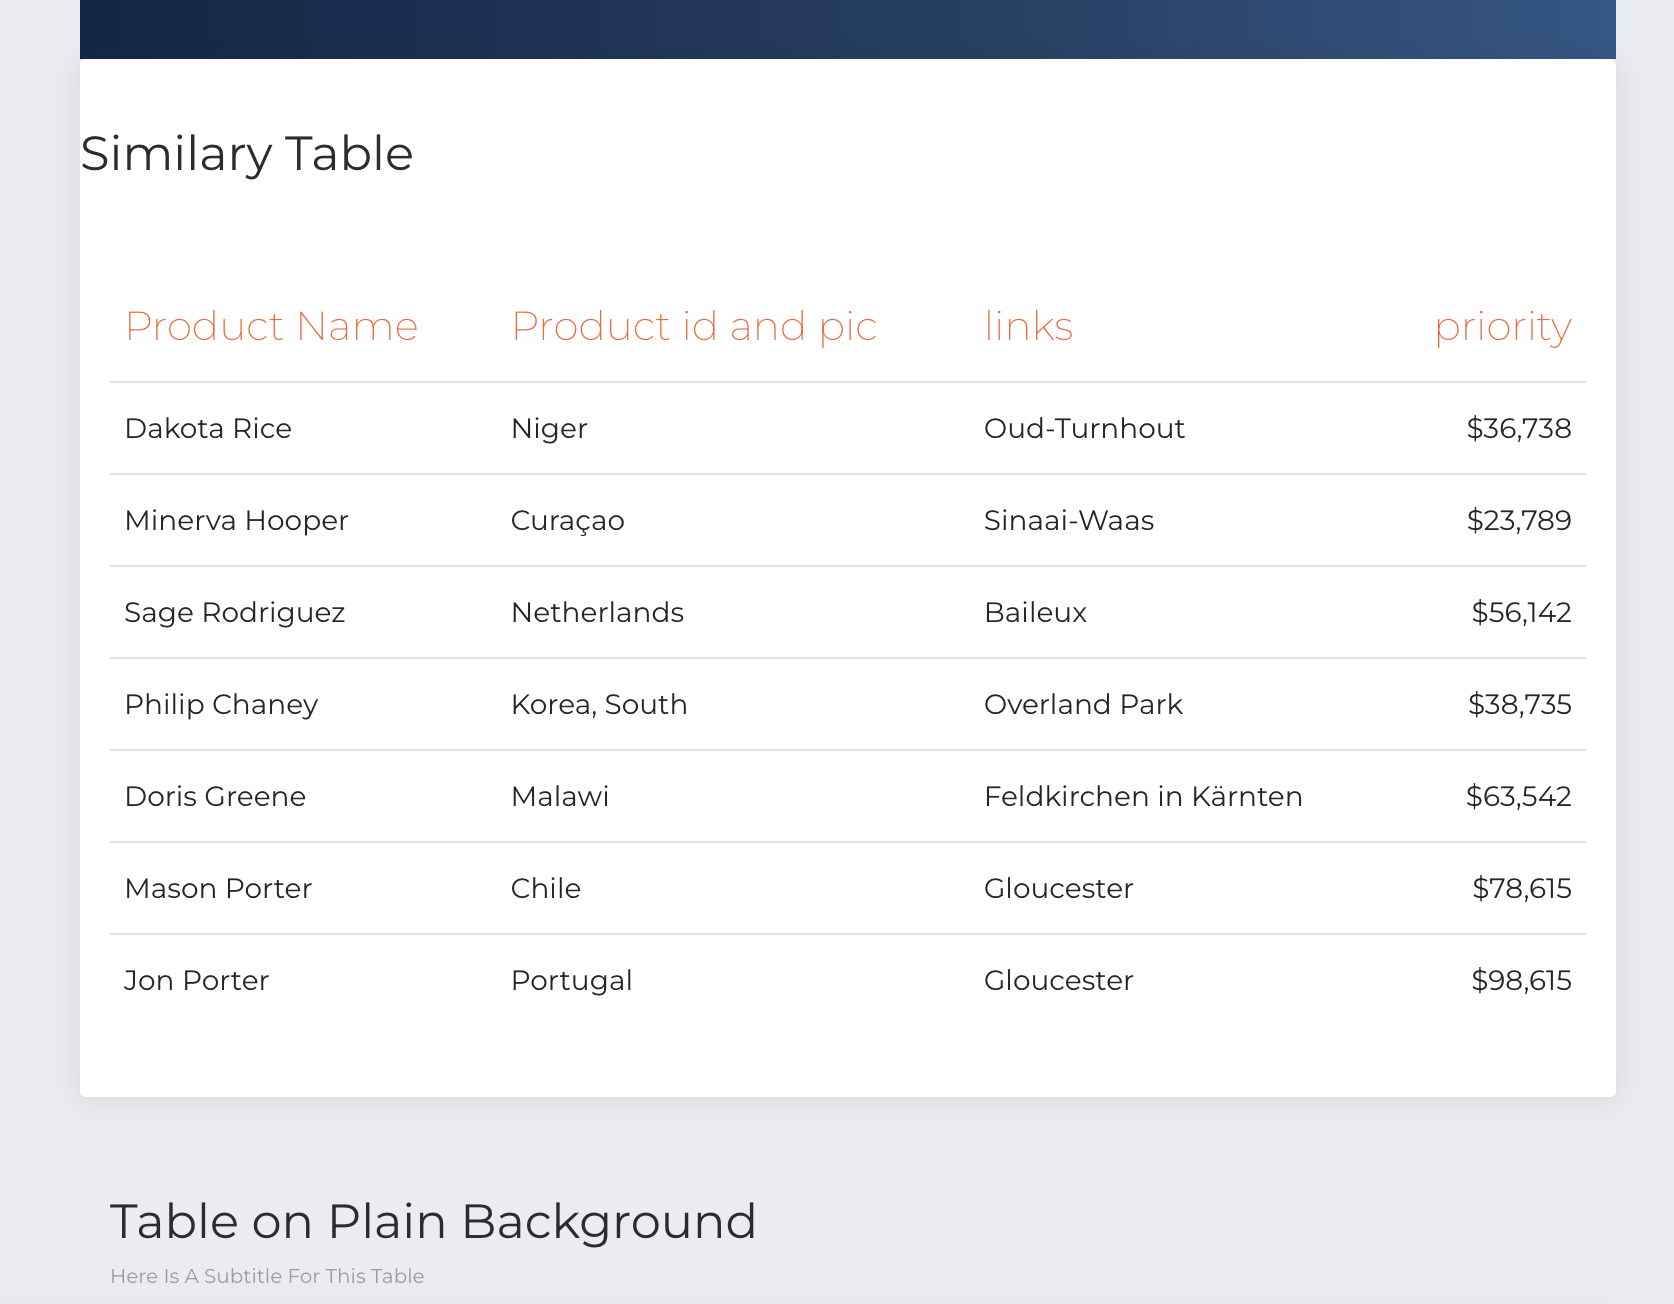 Similary Table
Product Name Product id and pic links priority
Dakota Rice Niger Oud-Turnhout $36,738
Minerva Hooper Curaçao Sinaai-Waas $23,789
Sage Rodriguez Netherlands Baileux $56,142
Philip Chaney Korea, South Overland Park $38,735
Doris Greene Malawi Feldkirchen in Kärnten $63,542
Mason Porter Chile Gloucester $78,615
Jon Porter Portugal Gloucester $98,615
Table on Plain Background
Here Is A Subtitle For This Table